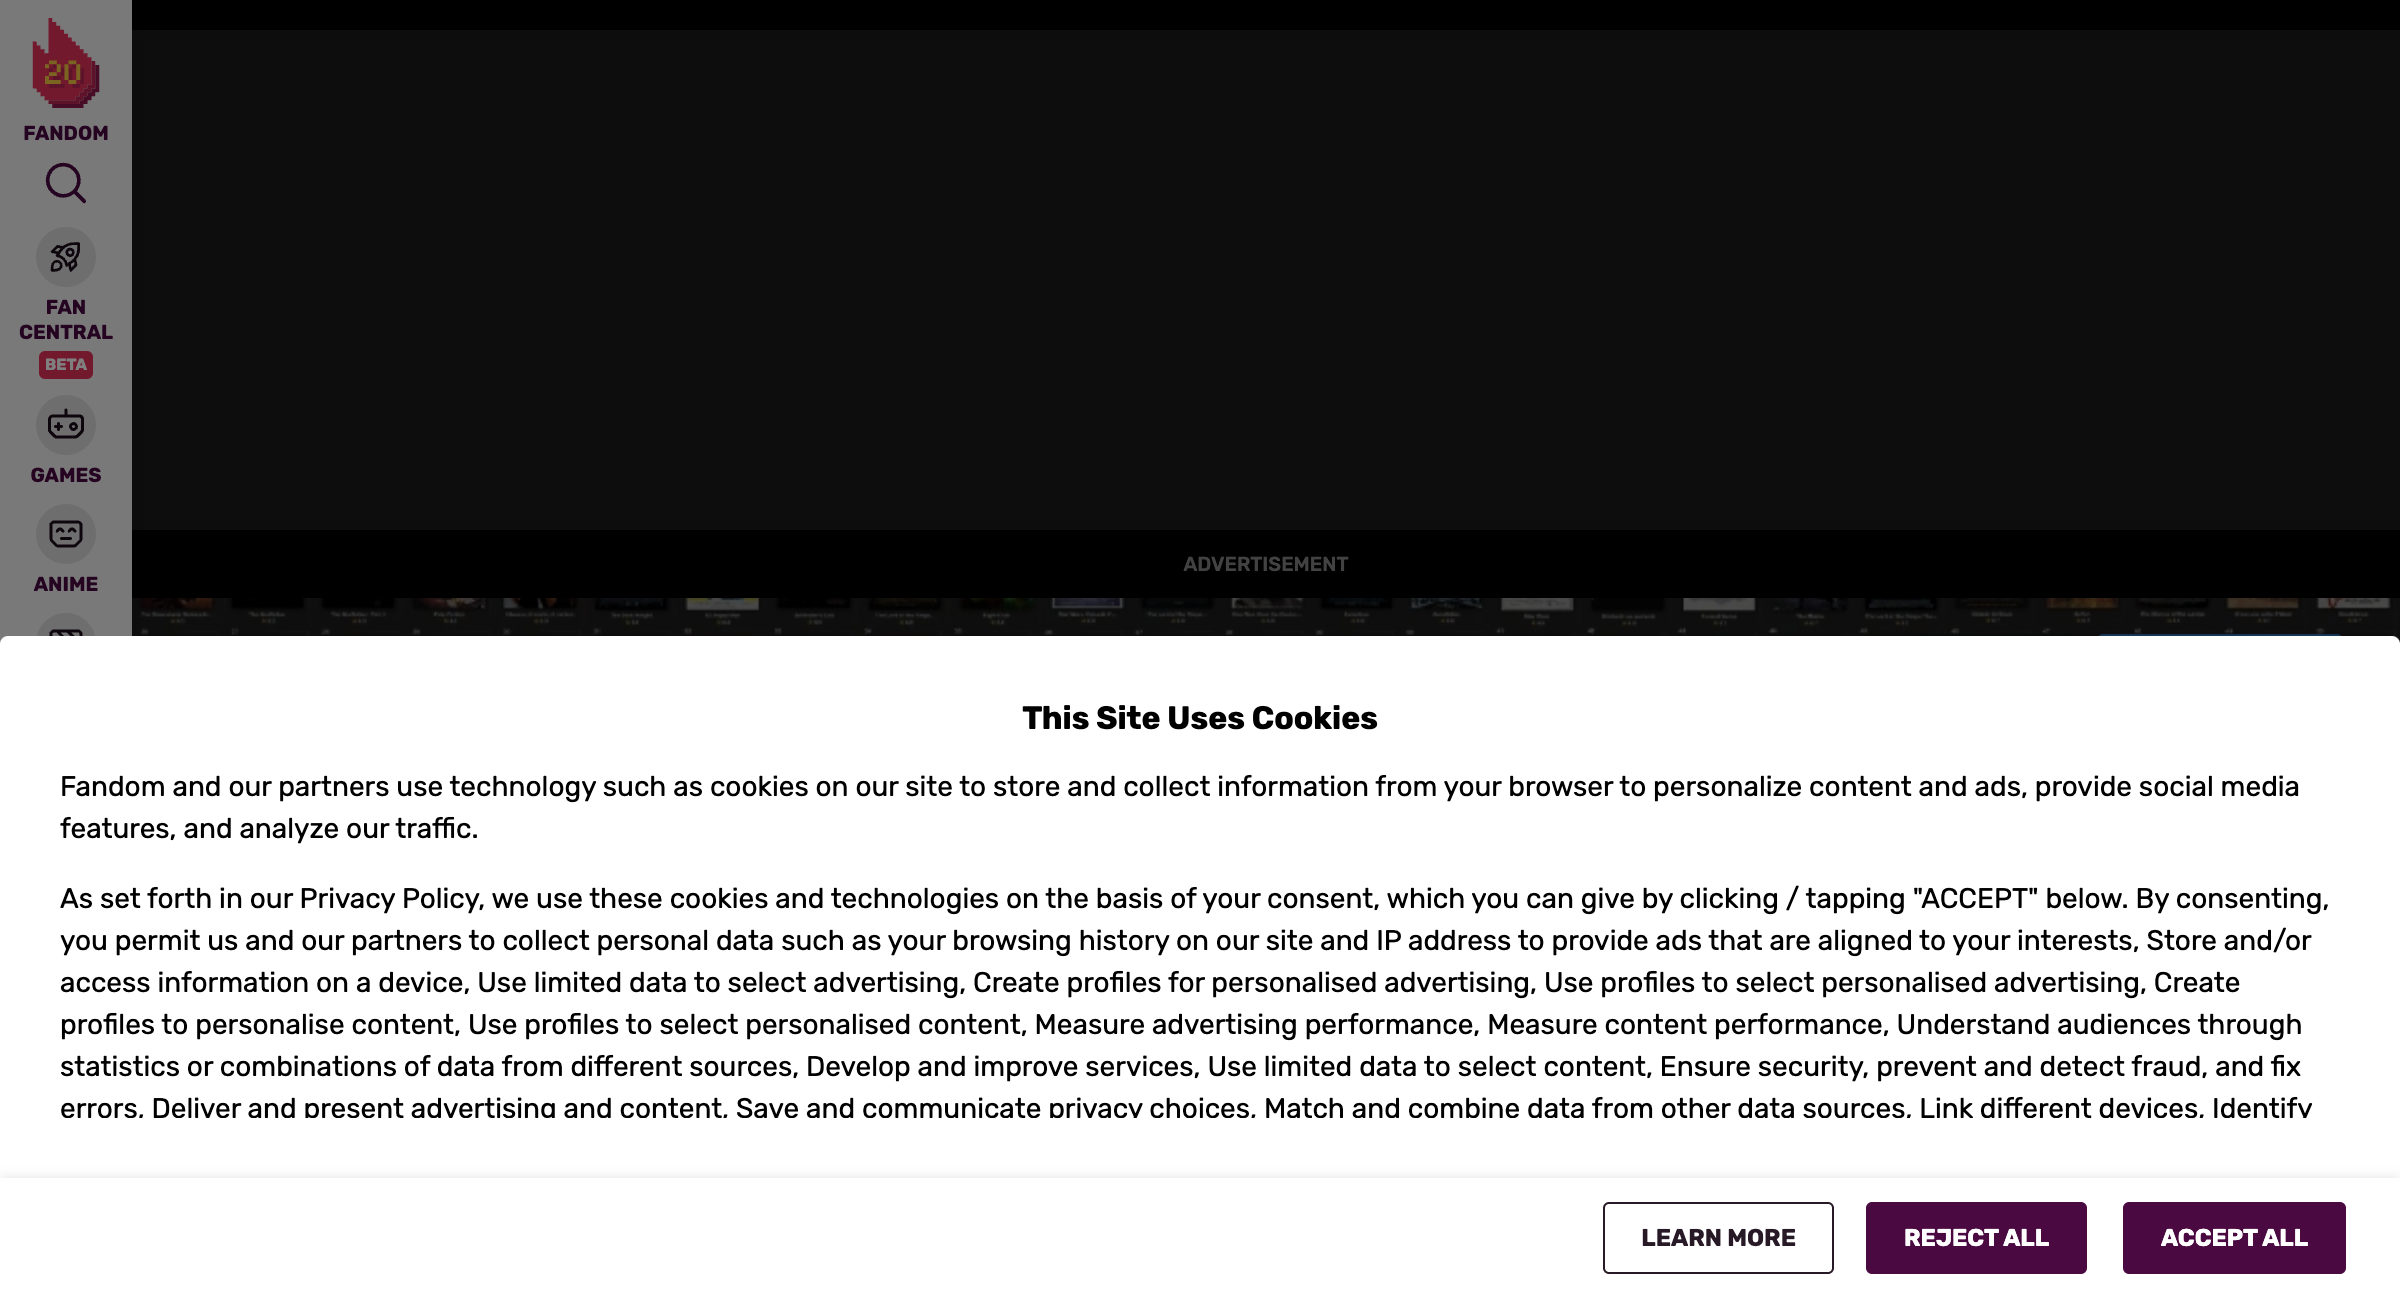 20
FANDOM
FAN
CENTRAL
BETA
GAMES
ANIME
ADVERTISEMENT
This Site Uses Cookies
Fandom and our partners use technology such as cookies on our site to store and collect information from your browser to personalize content and ads, provide social media
features, and analyze our traffic.
As set forth in our Privacy Policy, we use these cookies and technologies on the basis of your consent, which you can give by clicking / tapping "ACCEPT" below. By consenting,
you permit us and our partners to collect personal data such as your browsing history on our site and IP address to provide ads that are aligned to your interests, Store and/or
access information on a device, Use limited data to select advertising, Create profiles for personalised advertising, Use profiles to select personalised advertising, Create
profiles to personalise content, Use profiles to select personalised content, Measure advertising performance, Measure content performance, Understand audiences through
statistics or combinations of data from different sources, Develop and improve services, Use limited data to select content, Ensure security, prevent and detect fraud, and fix
errors, Deliver and present advertising and content, Save and communicate privacy choices, Match and combine data from other data sources, Link different devices, Identify
LEARN MORE
REJECT ALL
ACCEPT ALL